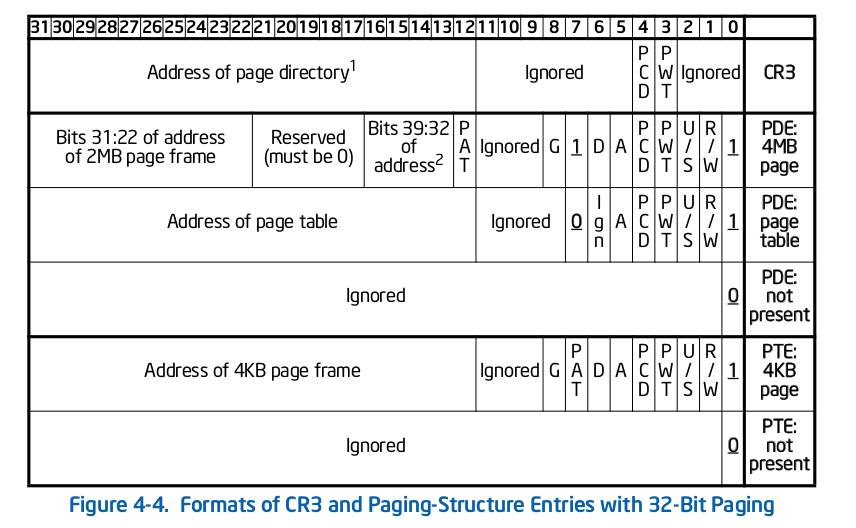 31 30 29 28 27 26 25 24 23 22 21 20 19 18 17 16 15 14 13 12 11 10 9 8 7 6 5 4 3 2 1 0
Address of page directory1 Ignored PCD PWT Ignored CR3
Bits 31:22 of address
of 2MB page frame
Reserved
(must be 0)
Bits 39:32
of
address2
PAT Ignored G 1 D A PCD PWT U/S R/W 1
PDE:
4MB
page
Address of page table Ignored 0 Ign A PCD PWT U/S R/W 1
PDE:
page
table
Ignored 0
PDE:
not
present
Address of 4KB page frame Ignored G PAT D A PCD PWT U/S R/W 1
PTE:
4KB
page
Ignored 0
PTE:
not
present
Figure 4-4. Formats of CR3 and Paging-Structure Entries with 32-Bit Paging